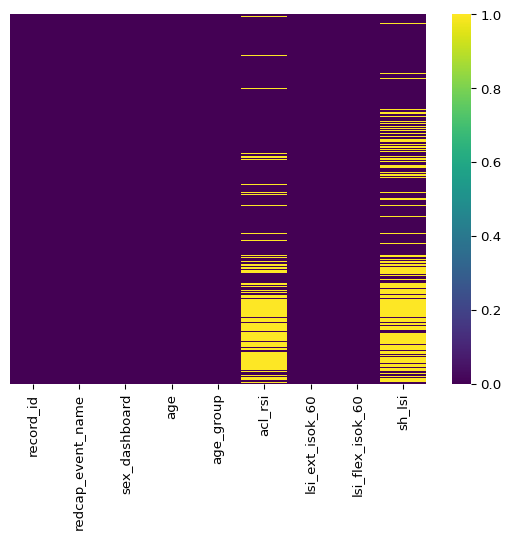 1.0
0.8
0.6
0.4
0.2
0.0
record_id
redcap_event_name
sex_dashboard
age
age_group
acl_rsi
lsi_ext_isok_60
lsi_flex_isok_60
sh_lsi